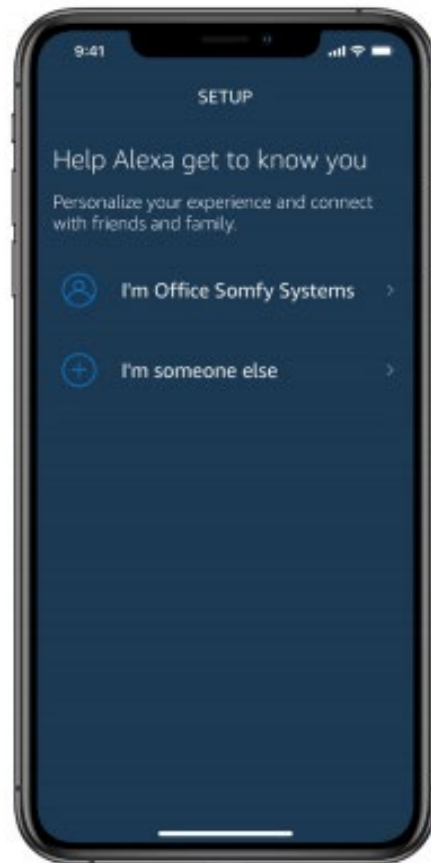 9:41
SETUP
Help Alexa get to know you
Personalize your experience and connect
with friends and family.
I'm Office Somfy Systems
I'm someone else